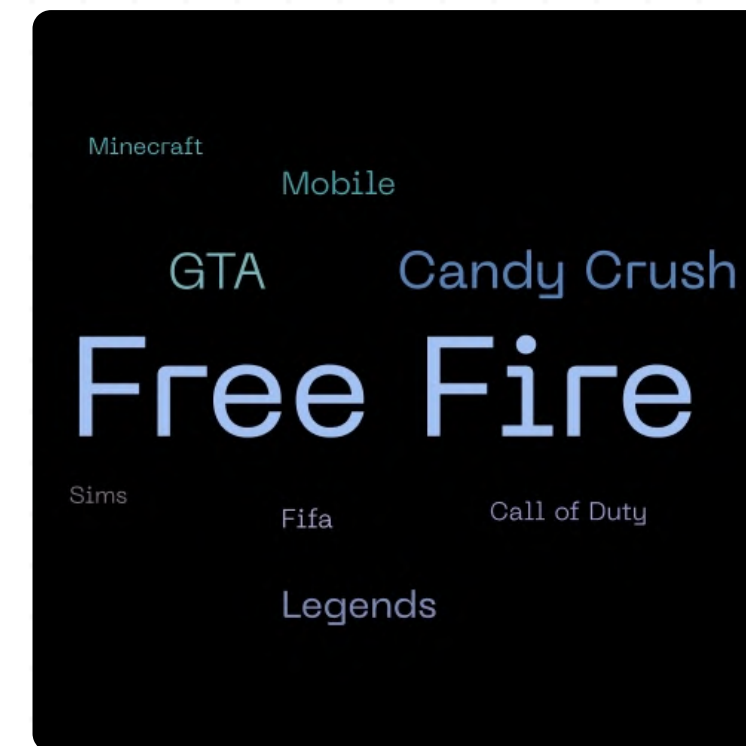 Minecraft
Mobile
GTA
Candy Crush
Free Fire
Sims
Call of Duty
Fifa
Legends